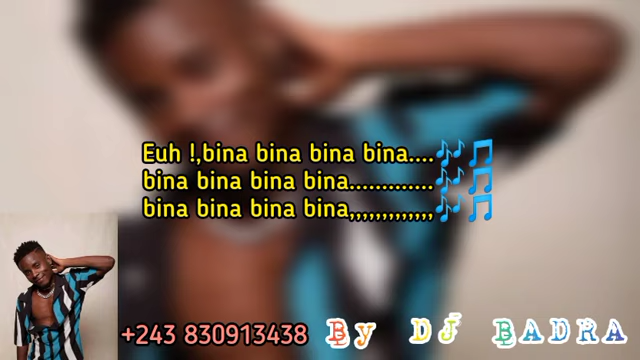 Euh !,bina bina bina bina....🎶🎵
bina bina bina bina.............🎶🎵
bina bina bina bina,,,,,,,,,,,,,🎶🎵
+243 830913438 By DJ BADRA